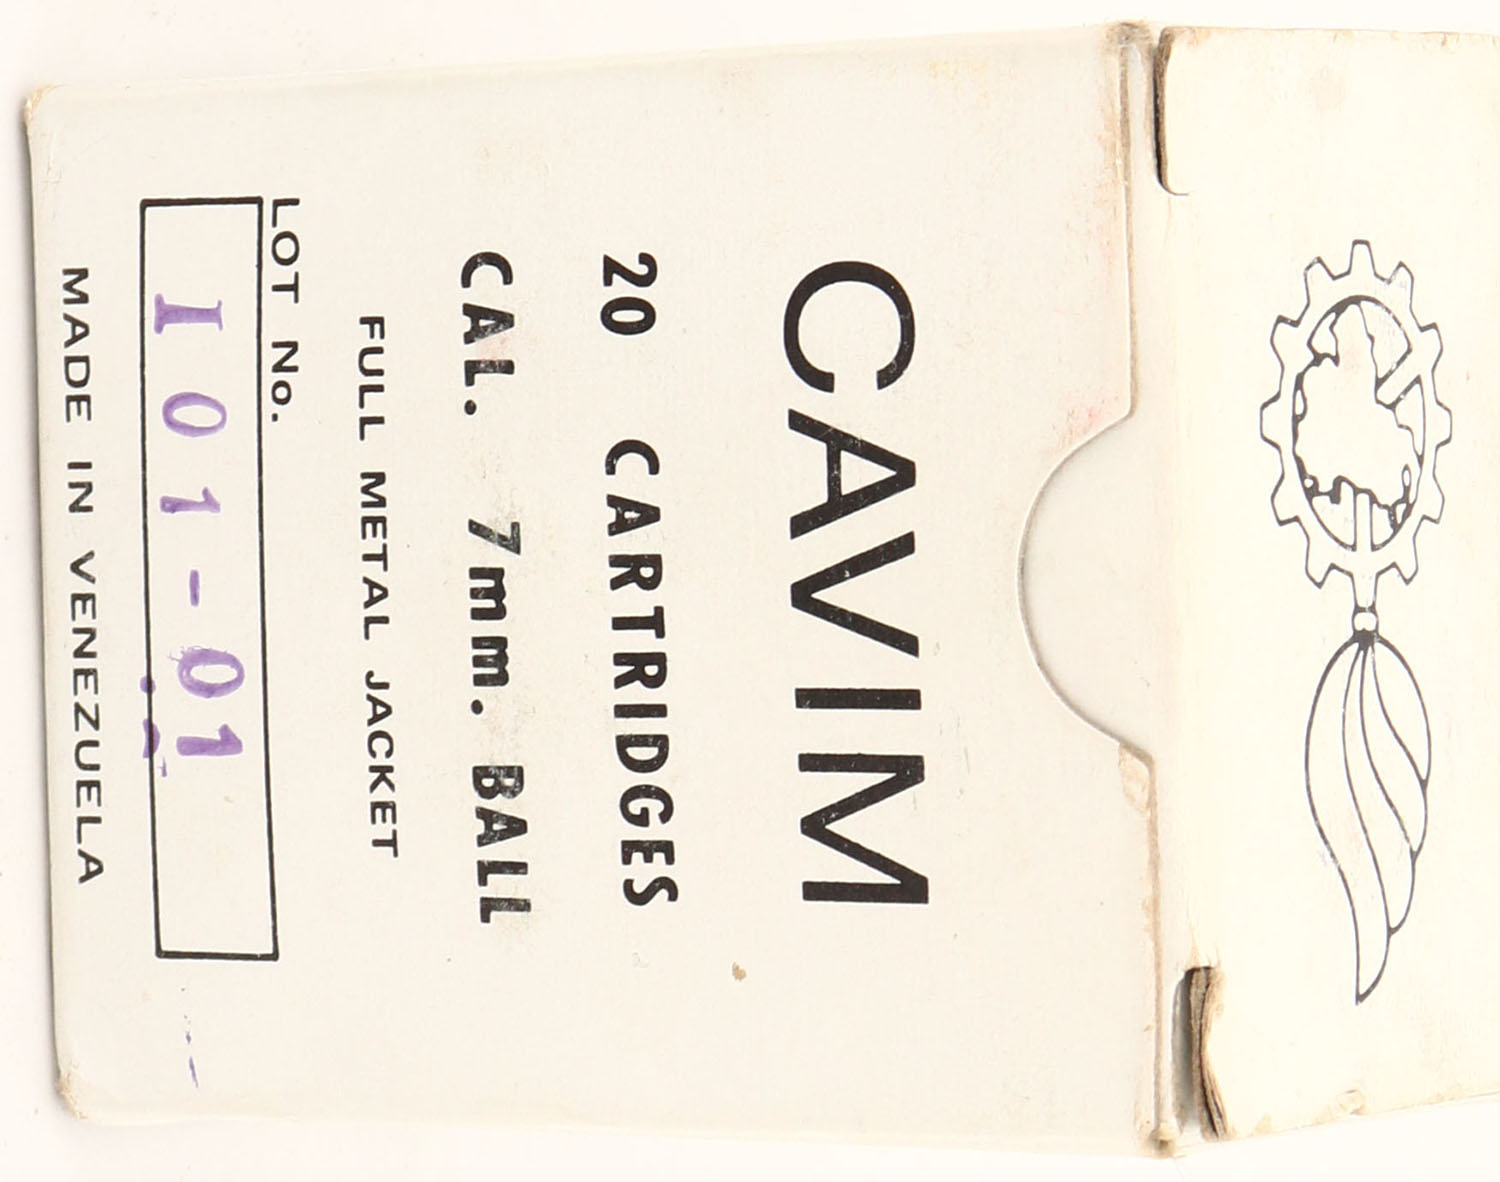 CAVIM
20 CARTRIDGES
CAL. 7mm. BALL
FULL METAL JACKET
LOT No.
I01-01
MADE IN VENEZUELA